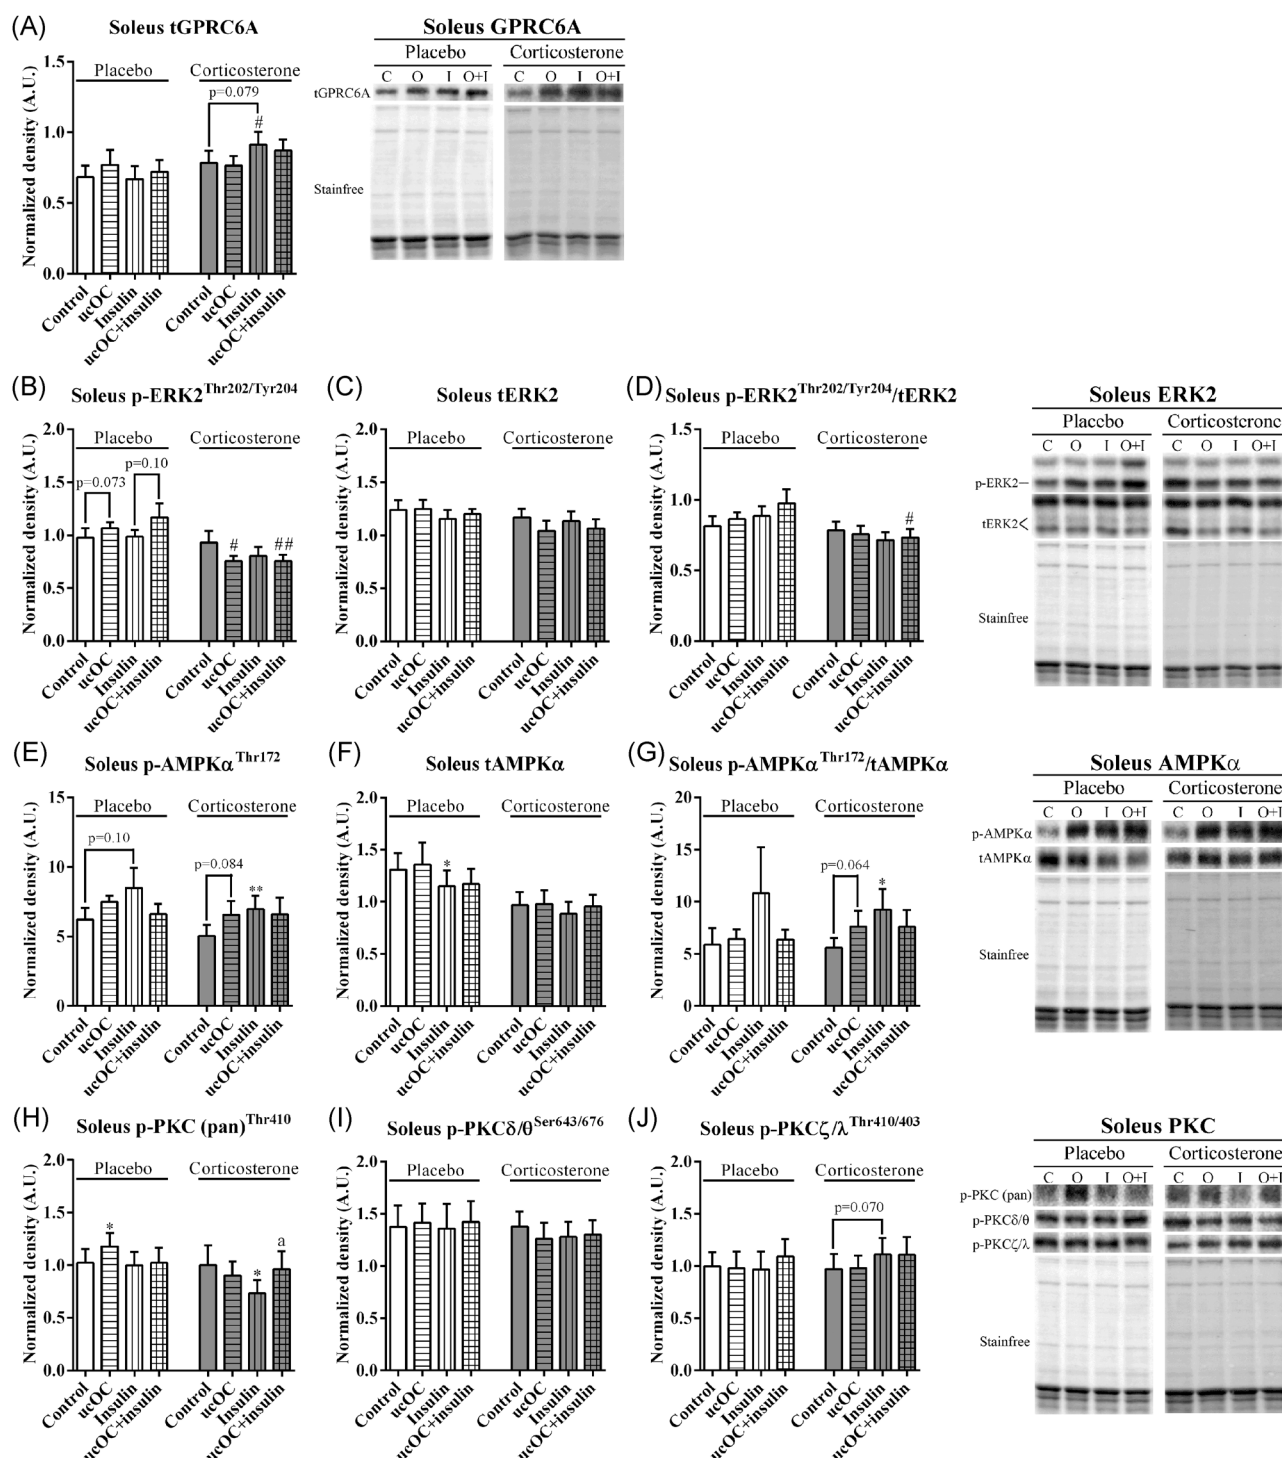 (A)
Soleus tGPRC6A
Normalized density (A.U.)
1.5
1.0
0.5
0.0
Placebo
Corticosterone
p=0.079
#
Control
ucOC
Insulin
ucOC+insulin
Control
ucOC
Insulin
ucOC+insulin
Soleus GPRC6A
Placebo Corticosterone
C O I O+I C O I O+I
tGPRC6A
Stainfree
(B)
Soleus p-ERK2Thr202/Tyr204
Normalized density (A.U.)
2.0
1.5
1.0
0.5
0.0
Placebo
Corticosterone
p=0.10
p=0.073
#
##
Control
ucOC
Insulin
ucOC+insulin
Control
ucOC
Insulin
ucOC+insulin
(C)
Soleus tERK2
Normalized density (A.U.)
2.0
1.5
1.0
0.5
0.0
Placebo
Corticosterone
Control
ucOC
Insulin
ucOC+insulin
Control
ucOC
Insulin
ucOC+insulin
(D)
Soleus p-ERK2Thr202/Tyr204/tERK2
Normalized density (A.U.)
1.5
1.0
0.5
0.0
Placebo
Corticosterone
#
Control
ucOC
Insulin
ucOC+insulin
Control
ucOC
Insulin
ucOC+insulin
Soleus ERK2
Placebo Corticosterone
C O I O+I C O I O+I
p-ERK2
tERK2
Stainfree
(E)
Soleus p-AMPKαThr172
Normalized density (A.U.)
15
10
5
0
Placebo
Corticosterone
p=0.10
p=0.084
**
Control
ucOC
Insulin
ucOC+insulin
Control
ucOC
Insulin
ucOC+insulin
(F)
Soleus tAMPKα
Normalized density (A.U.)
2.0
1.5
1.0
0.5
0.0
Placebo
Corticosterone
*
Control
ucOC
Insulin
ucOC+insulin
Control
ucOC
Insulin
ucOC+insulin
(G)
Soleus p-AMPKαThr172/tAMPKα
Normalized density (A.U.)
20
15
10
5
0
Placebo
Corticosterone
p=0.064
*
Control
ucOC
Insulin
ucOC+insulin
Control
ucOC
Insulin
ucOC+insulin
Soleus AMPKα
Placebo Corticosterone
C O I O+I C O I O+I
p-AMPKα
tAMPKα
Stainfree
(H)
Soleus p-PKC (pan)Thr410
Normalized density (A.U.)
2.0
1.5
1.0
0.5
0.0
Placebo
Corticosterone
*
*
a
Control
ucOC
Insulin
ucOC+insulin
Control
ucOC
Insulin
ucOC+insulin
(I)
Soleus p-PKCδ/θSer643/676
Normalized density (A.U.)
2.0
1.5
1.0
0.5
0.0
Placebo
Corticosterone
Control
ucOC
Insulin
ucOC+insulin
Control
ucOC
Insulin
ucOC+insulin
(J)
Soleus p-PKCζ/λThr410/403
Normalized density (A.U.)
2.0
1.5
1.0
0.5
0.0
Placebo
Corticosterone
p=0.070
Control
ucOC
Insulin
ucOC+insulin
Control
ucOC
Insulin
ucOC+insulin
Soleus PKC
Placebo Corticosterone
C O I O+I C O I O+I
p-PKC (pan)
p-PKCδ/θ
p-PKCζ/λ
Stainfree